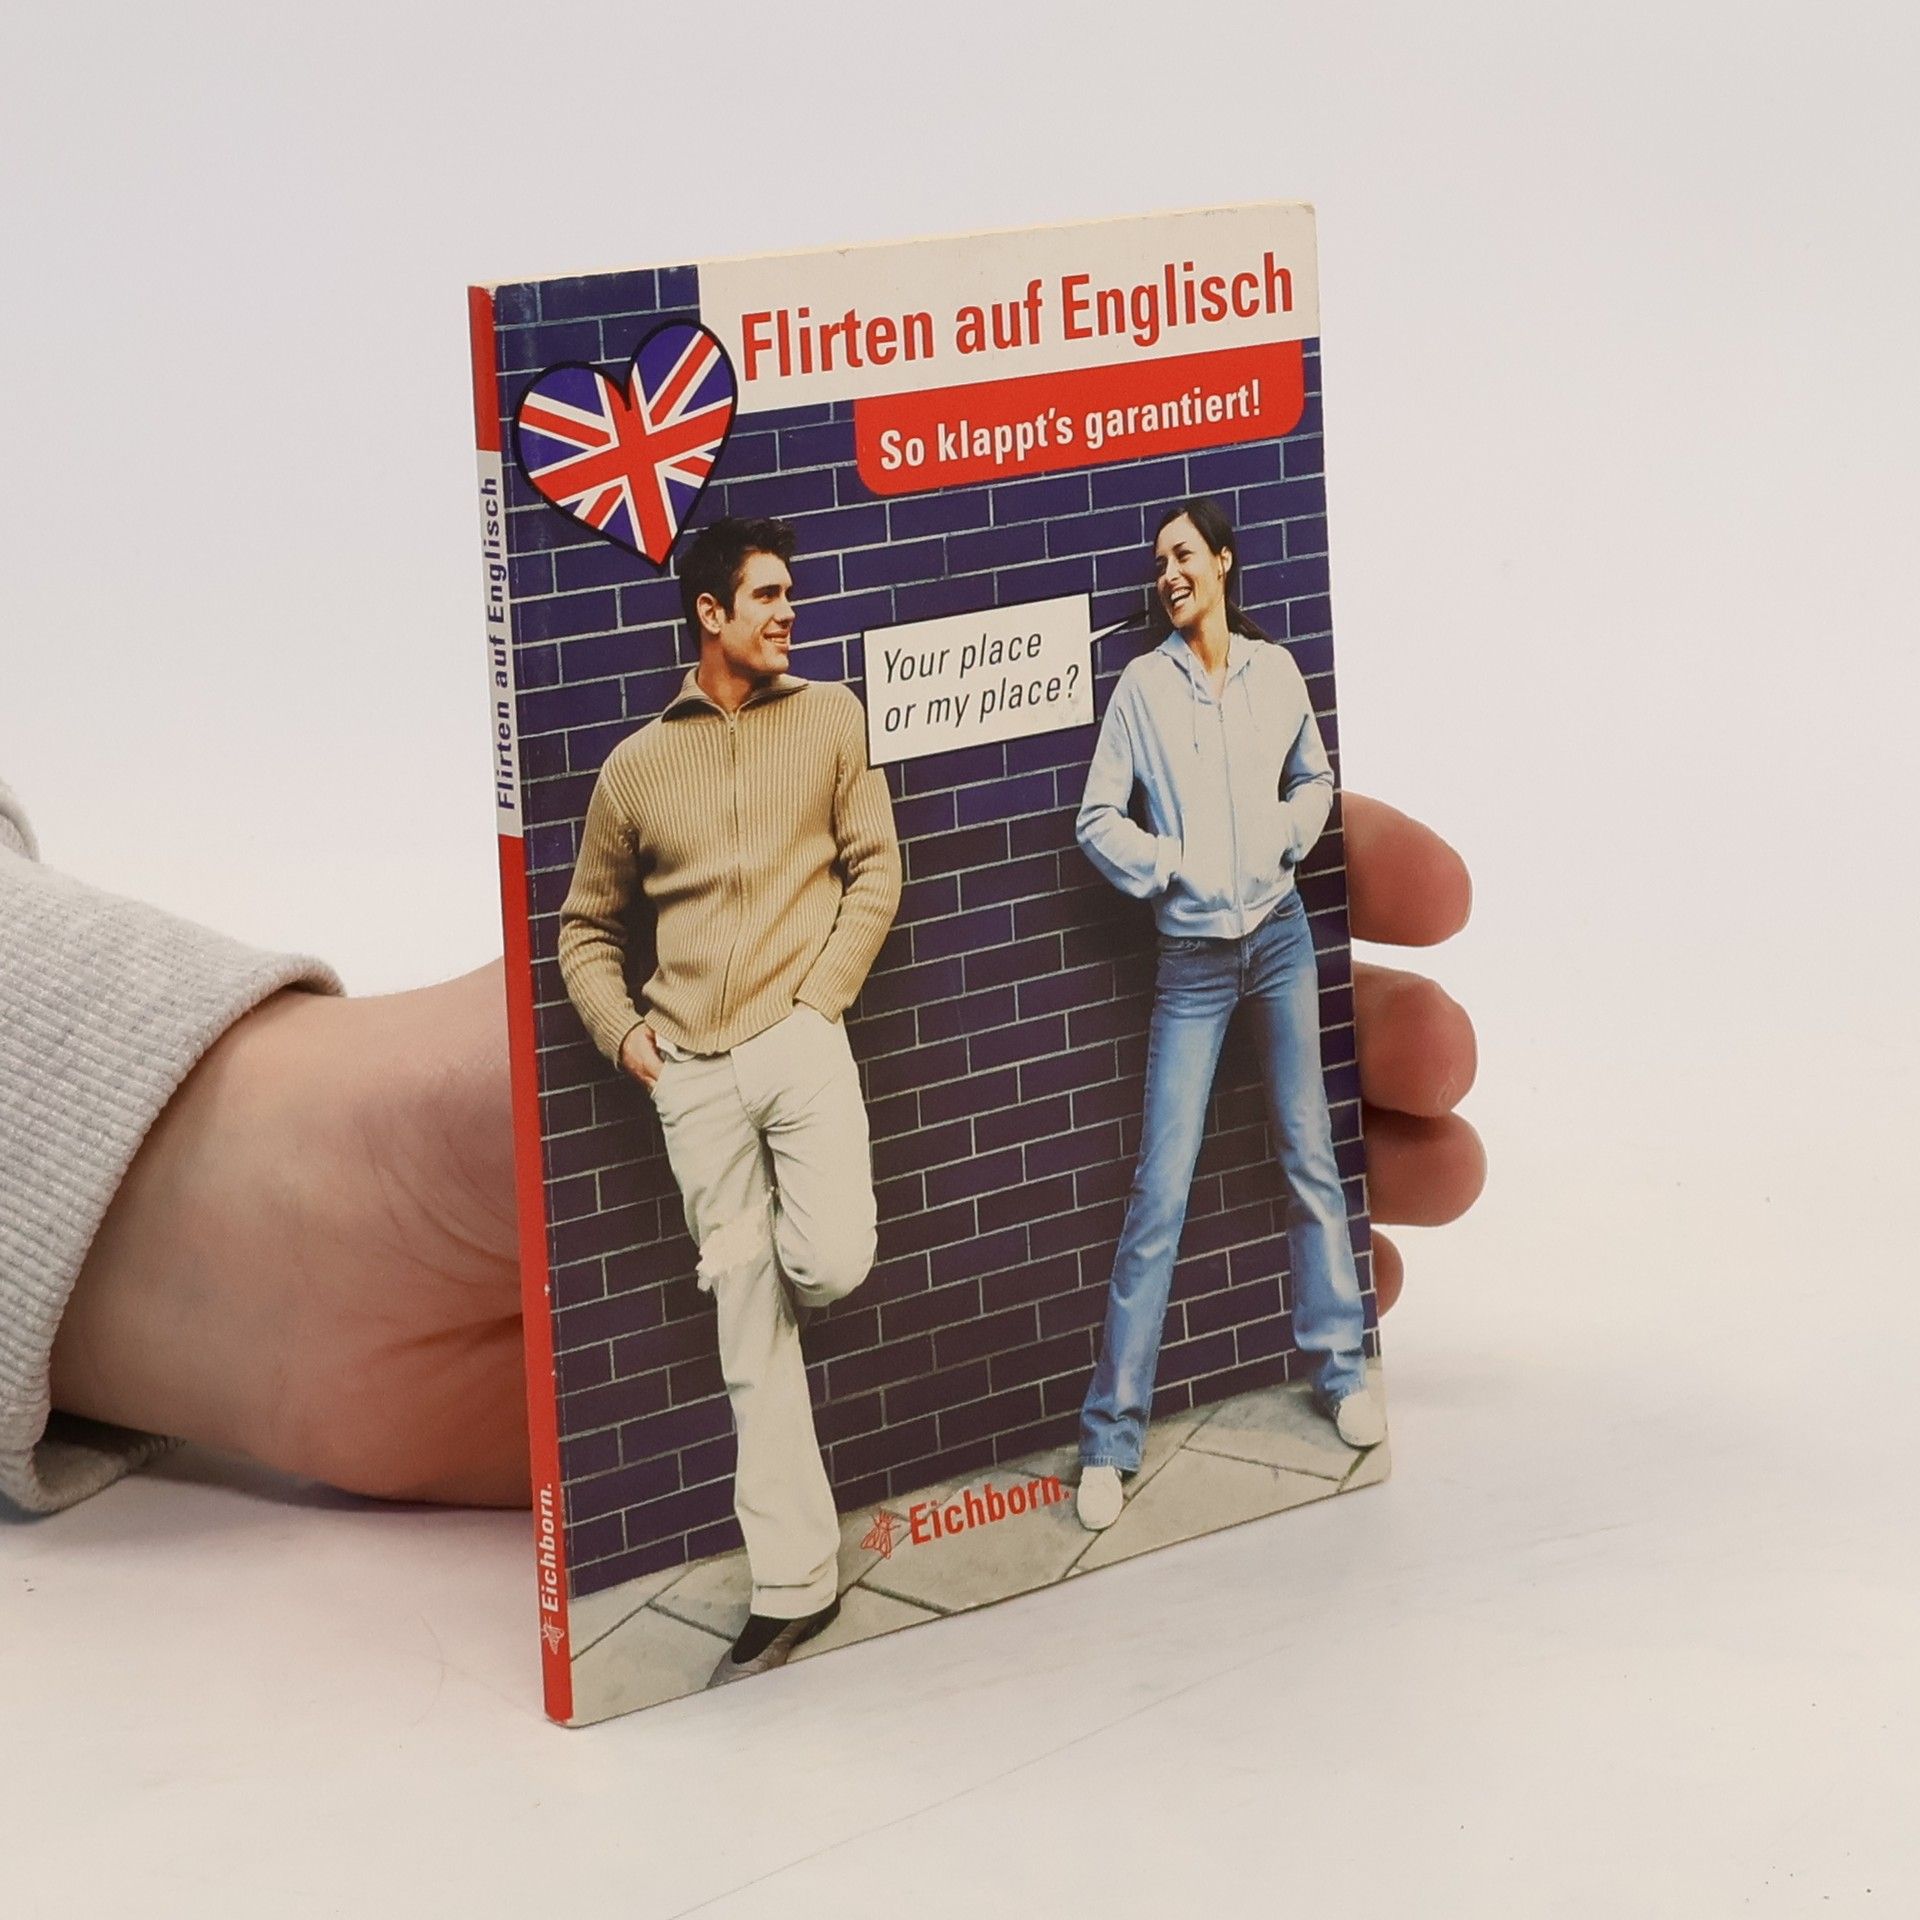 Flirten auf Englisch
So klappt's garantiert!
Your place
or my place?
Eichborn.
Flirten auf Englisch
Eichborn.